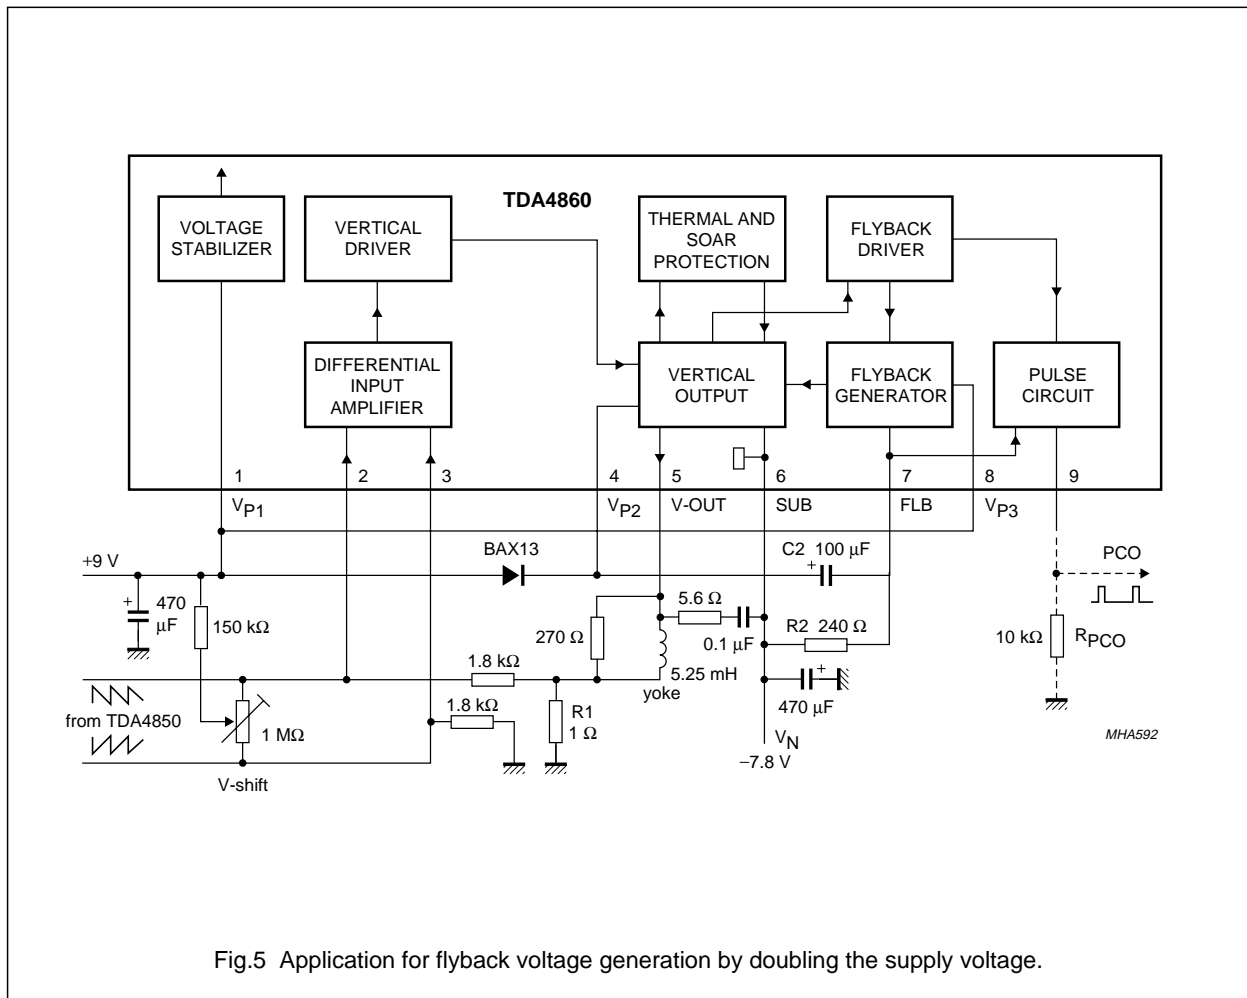 TDA4860
VOLTAGE
STABILIZER
VERTICAL
DRIVER
THERMAL AND
SOAR
PROTECTION
FLYBACK
DRIVER
DIFFERENTIAL
INPUT
AMPLIFIER
VERTICAL
OUTPUT
FLYBACK
GENERATOR
PULSE
CIRCUIT
1
2
3
4
5
6
7
8
9
VP1
VP2
V-OUT
SUB
FLB
VP3
+9 V
BAX13
C2 100 µF
+
PCO
+
470
µF
150 kΩ
270 Ω
5.6 Ω
0.1 µF
R2 240 Ω
10 kΩ
RPCO
1.8 kΩ
5.25 mH
yoke
+
470 µF
from TDA4850
1 MΩ
1.8 kΩ
R1
1 Ω
VN
−7.8 V
MHA592
V-shift
Fig.5 Application for flyback voltage generation by doubling the supply voltage.